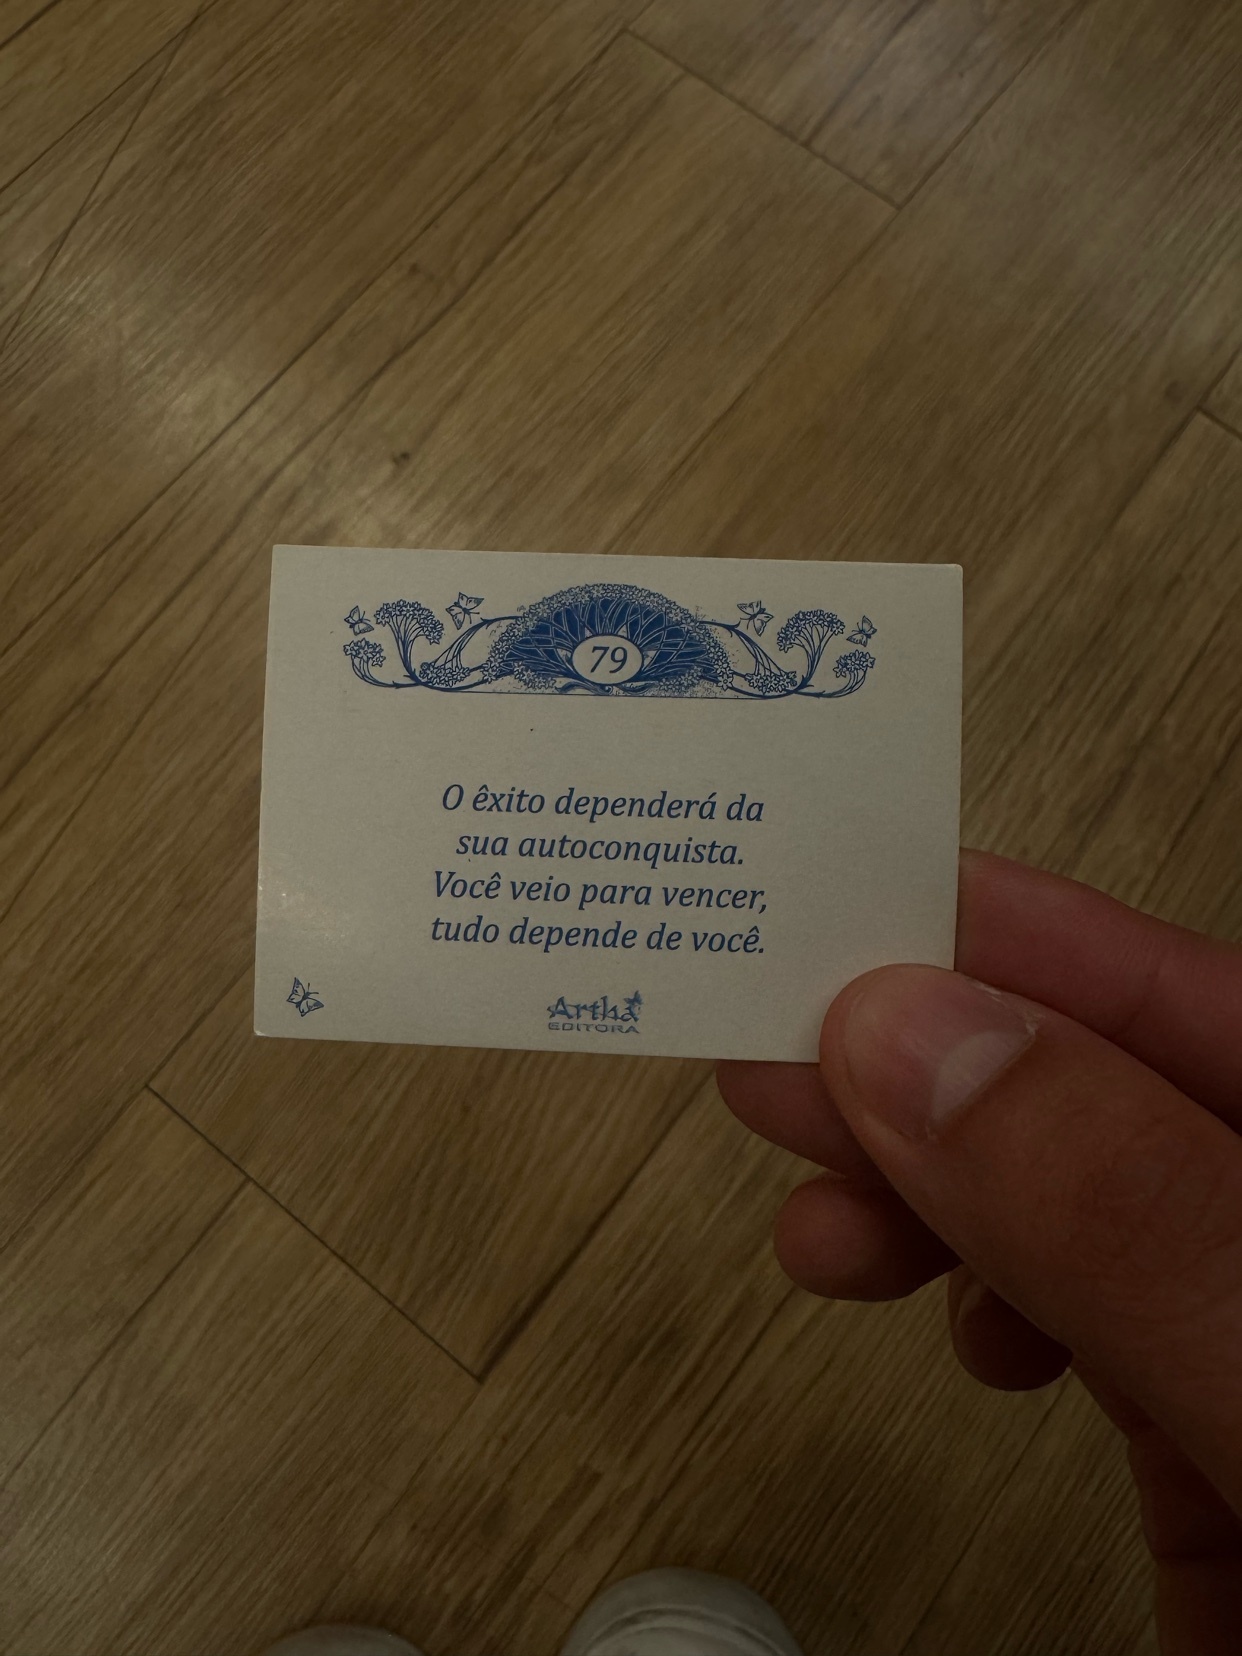 79
O êxito dependerá da
sua autoconquista.
Você veio para vencer,
tudo depende de você.
Artha
EDITORA